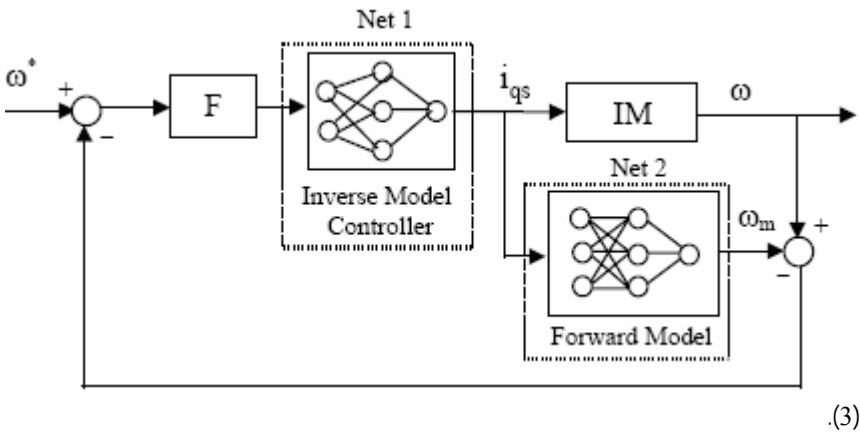 Net 1
ω*
+
−
F
i_qs
IM
ω
Inverse Model
Controller
Net 2
ω_m
+
−
Forward Model
.(3)